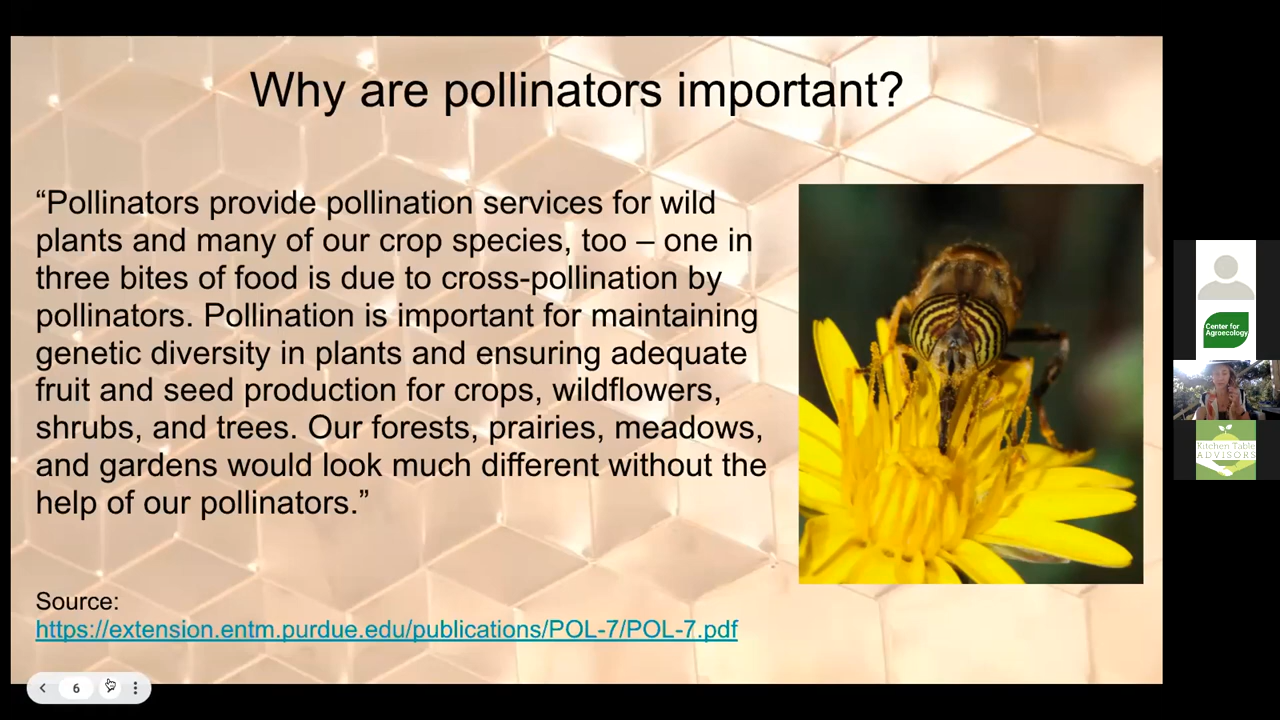 Why are pollinators important?
“Pollinators provide pollination services for wild
plants and many of our crop species, too – one in
three bites of food is due to cross-pollination by
pollinators. Pollination is important for maintaining
genetic diversity in plants and ensuring adequate
fruit and seed production for crops, wildflowers,
shrubs, and trees. Our forests, prairies, meadows,
and gardens would look much different without the
help of our pollinators.”
Source:
https://extension.entm.purdue.edu/publications/POL-7/POL-7.pdf
6
Center for
Agroecology
Kitchen Table
ADVISORS